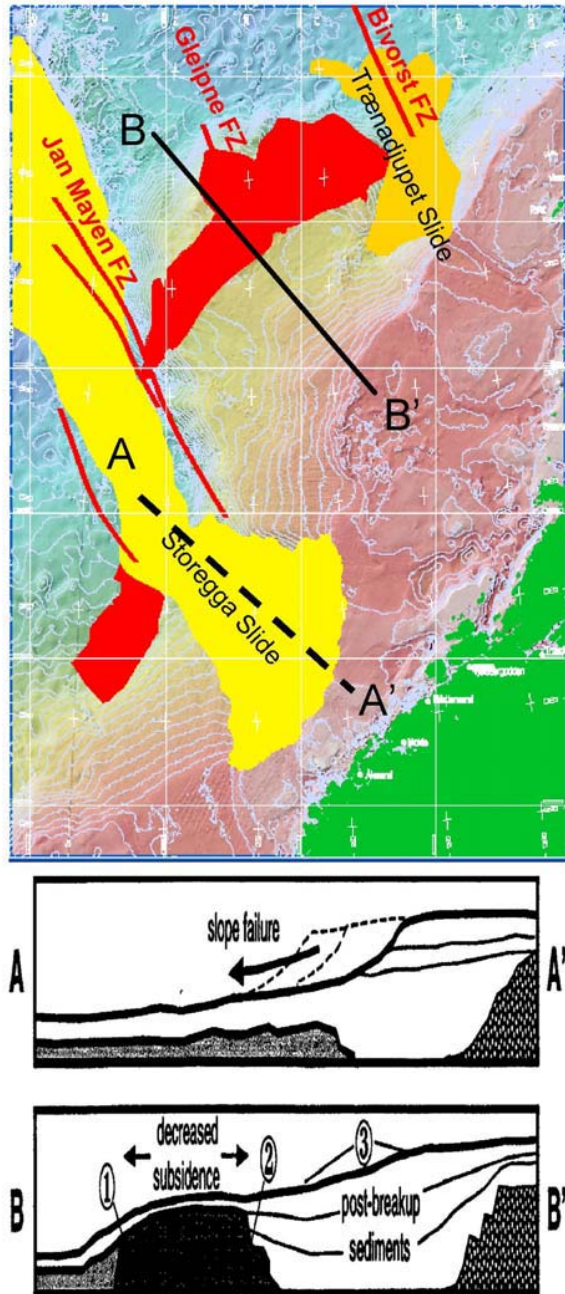 Bivorst FZ
Gleipne FZ
Trænadjupet Slide
B
Jan Mayen FZ
B'
A
Storegga Slide
A'
A
slope failure
A'
B
decreased
subsidence
1
2
3
post-breakup
sediments
B'